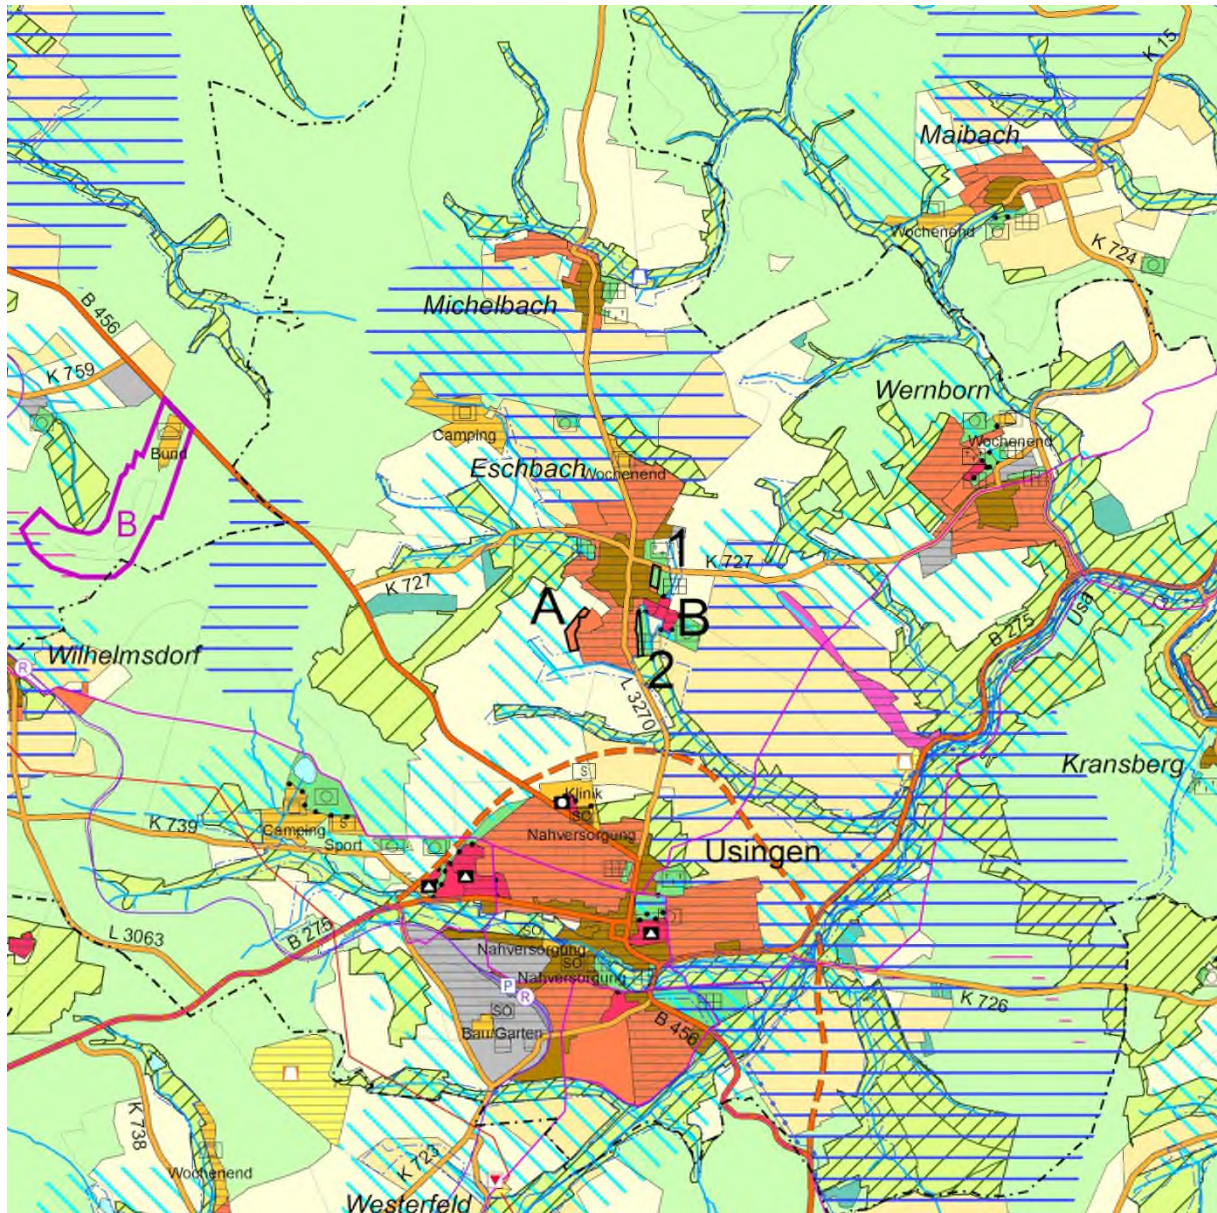 K 15
Maibach
Wochenend
K 724
Michelbach
B 456
K 759
Wernborn
Camping
Wochenend
Bund
Eschbach
Wochenend
B
1
K 727
K 727
A
B
Usa
B 275
Wilhelmsdorf
2
R
L 3270
Kransberg
S
Klinik
SO
K 739
Camping
S
Nahversorgung
Sport
Usingen
L 3063
B 275
SO
Nahversorgung
SO
Nahversorgung
P
R
K 726
SO
Bau/Garten
B 456
K 738
Wochenend
K 723
Westerfeld